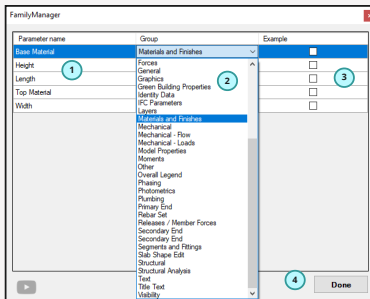 FamilyManager
Parameter name Group Example
Base Material Materials and Finishes
Height
Length
Top Material
Width
Forces
General
Graphics
Green Building Properties
Identity Data
IFC Parameters
Layers
Materials and Finishes
Mechanical
Mechanical - Flow
Mechanical - Loads
Model Properties
Moments
Other
Overall Legend
Phasing
Photometrics
Plumbing
Primary End
Rebar Set
Releases / Member Forces
Secondary End
Secondary End
Segments and Fittings
Slab Shape Edit
Structural
Structural Analysis
Text
Title Text
Visibility
1
2
3
4
Done